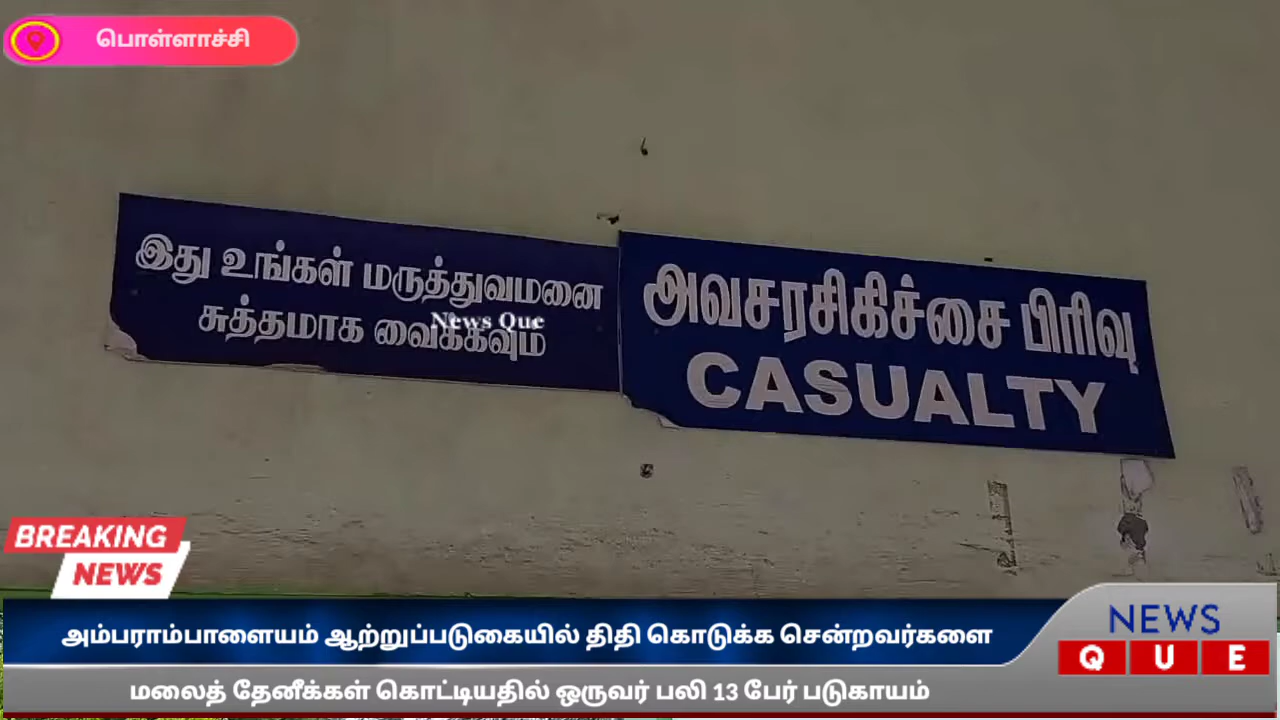 பொள்ளாச்சி
இது உங்கள் மருத்துவமனை
சுத்தமாக வைக்கவும்
News Que
அவசரசிகிச்சை பிரிவு
CASUALTY
BREAKING
NEWS
அம்பராம்பாளையம் ஆற்றுப்படுகையில் திதி கொடுக்க சென்றவர்களை
மலைத் தேனீக்கள் கொட்டியதில் ஒருவர் பலி 13 பேர் படுகாயம்
NEWS
QUE